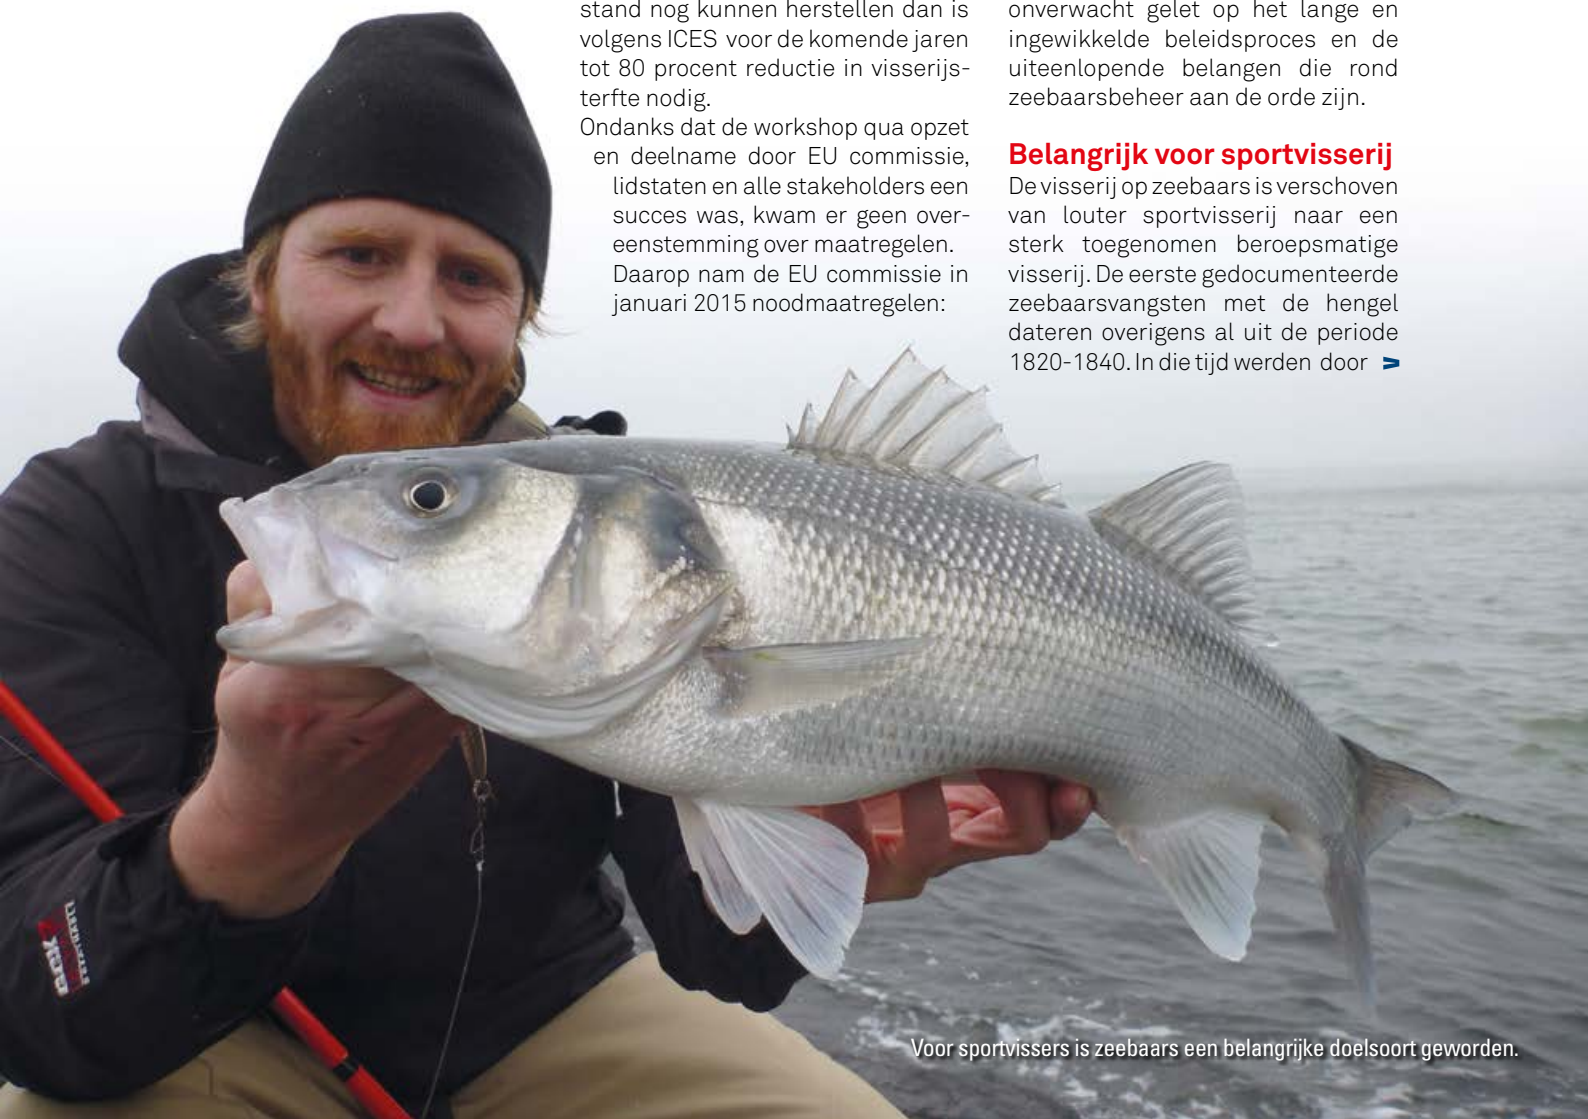 stand nog kunnen herstellen dan is
volgens ICES voor de komende jaren
tot 80 procent reductie in visserijs-
terfte nodig.
Ondanks dat de workshop qua opzet
en deelname door EU commissie,
lidstaten en alle stakeholders een
succes was, kwam er geen over-
eenstemming over maatregelen.
Daarop nam de EU commissie in
januari 2015 noodmaatregelen:
onverwacht gelet op het lange en
ingewikkelde beleidsproces en de
uiteenlopende belangen die rond
zeebaarsbeheer aan de orde zijn.
Belangrijk voor sportvisserij
De visserij op zeebaars is verschoven
van louter sportvisserij naar een
sterk toegenomen beroepsmatige
visserij. De eerste gedocumenteerde
zeebaarsvangsten met de hengel
dateren overigens al uit de periode
1820-1840. In die tijd werden door >
Voor sportvissers is zeebaars een belangrijke doelsoort geworden.